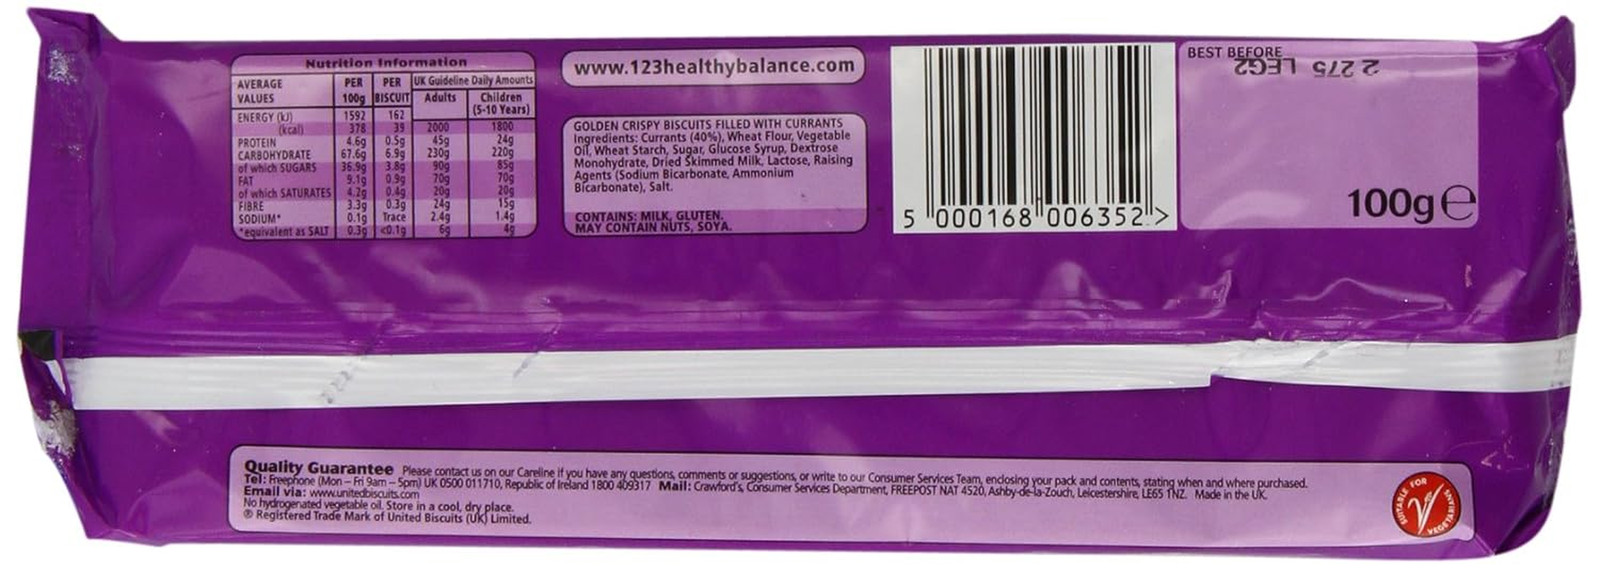 Nutrition Information
AVERAGE VALUES PER 100g PER BISCUIT UK Guideline Daily Amounts Adults Children (5-10 Years)
ENERGY (kJ) 1592 162
(kcal) 378 39 2000 1800
PROTEIN 4.6g 0.5g 45g 24g
CARBOHYDRATE 67.6g 6.9g 230g 220g
of which SUGARS 36.9g 3.8g 90g 85g
FAT 9.1g 0.9g 70g 70g
of which SATURATES 4.2g 0.4g 20g 20g
FIBRE 3.3g 0.3g 24g 15g
SODIUM* 0.1g Trace 2.4g 1.4g
*equivalent as SALT 0.3g <0.1g 6g 4g
www.123healthybalance.com
GOLDEN CRISPY BISCUITS FILLED WITH CURRANTS
Ingredients: Currants (40%), Wheat Flour, Vegetable
Oil, Wheat Starch, Sugar, Glucose Syrup, Dextrose
Monohydrate, Dried Skimmed Milk, Lactose, Raising
Agents (Sodium Bicarbonate, Ammonium
Bicarbonate), Salt.
CONTAINS: MILK, GLUTEN.
MAY CONTAIN NUTS, SOYA.
5 000168 006352 >
BEST BEFORE
2 275 LEG2
100g e
Quality Guarantee Please contact us on our Careline if you have any questions, comments or suggestions, or write to our Consumer Services Team, enclosing your pack and contents, stating when and where purchased.
Tel: Freephone (Mon – Fri 9am – 5pm) UK 0500 011710, Republic of Ireland 1800 409317 Mail: Crawford's, Consumer Services Department, FREEPOST NAT 4520, Ashby-de-la-Zouch, Leicestershire, LE65 1NZ. Made in the UK.
Email via: www.unitedbiscuits.com
No hydrogenated vegetable oil. Store in a cool, dry place.
® Registered Trade Mark of United Biscuits (UK) Limited.
SUITABLE FOR VEGETARIANS